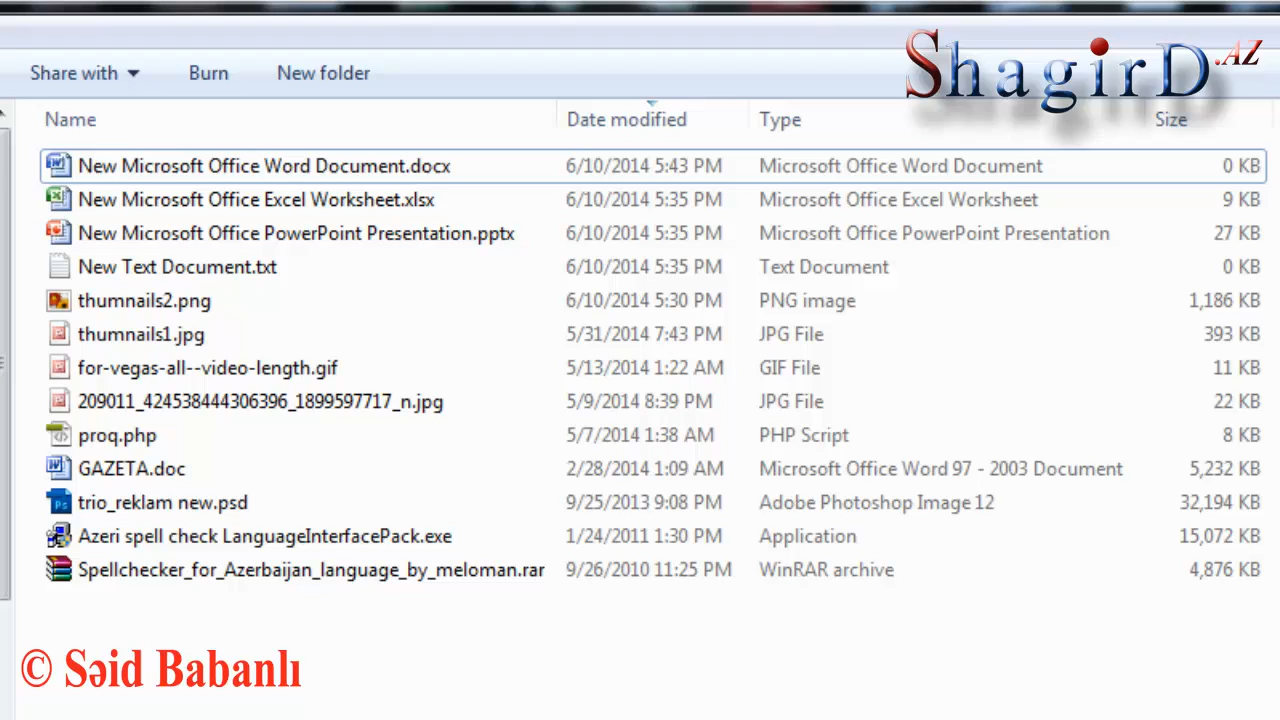 ShagirD.AZ
Share with Burn New folder
Name Date modified Type Size
New Microsoft Office Word Document.docx 6/10/2014 5:43 PM Microsoft Office Word Document 0 KB
New Microsoft Office Excel Worksheet.xlsx 6/10/2014 5:35 PM Microsoft Office Excel Worksheet 9 KB
New Microsoft Office PowerPoint Presentation.pptx 6/10/2014 5:35 PM Microsoft Office PowerPoint Presentation 27 KB
New Text Document.txt 6/10/2014 5:35 PM Text Document 0 KB
thumnails2.png 6/10/2014 5:30 PM PNG image 1,186 KB
thumnails1.jpg 5/31/2014 7:43 PM JPG File 393 KB
for-vegas-all--video-length.gif 5/13/2014 1:22 AM GIF File 11 KB
209011_424538444306396_1899597717_n.jpg 5/9/2014 8:39 PM JPG File 22 KB
proq.php 5/7/2014 1:38 AM PHP Script 8 KB
GAZETA.doc 2/28/2014 1:09 AM Microsoft Office Word 97 - 2003 Document 5,232 KB
trio_reklam new.psd 9/25/2013 9:08 PM Adobe Photoshop Image 12 32,194 KB
Azeri spell check LanguageInterfacePack.exe 1/24/2011 1:30 PM Application 15,072 KB
Spellchecker_for_Azerbaijan_language_by_meloman.rar 9/26/2010 11:25 PM WinRAR archive 4,876 KB
© Səid Babanlı